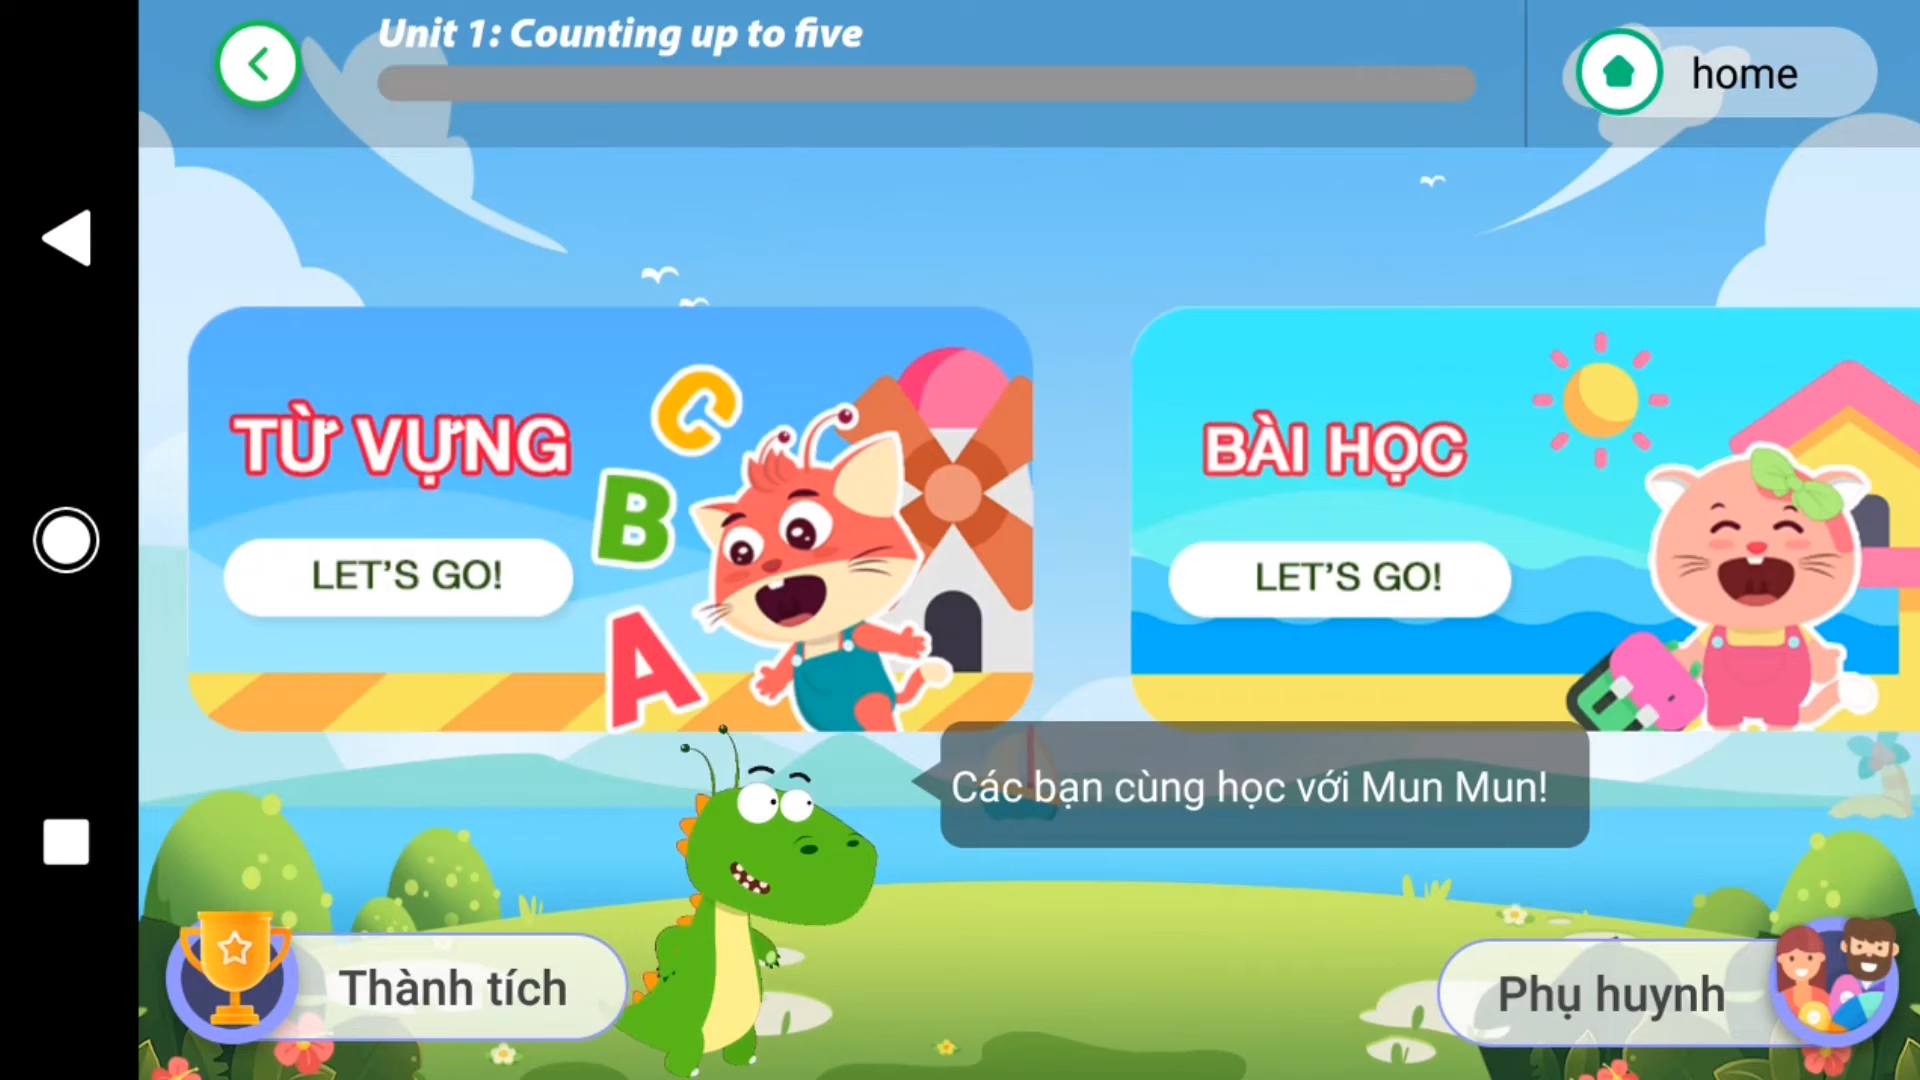 Unit 1: Counting up to five
home
TỪ VỰNG
LET'S GO!
C
B
A
BÀI HỌC
LET'S GO!
Các bạn cùng học với Mun Mun!
Thành tích
Phụ huynh